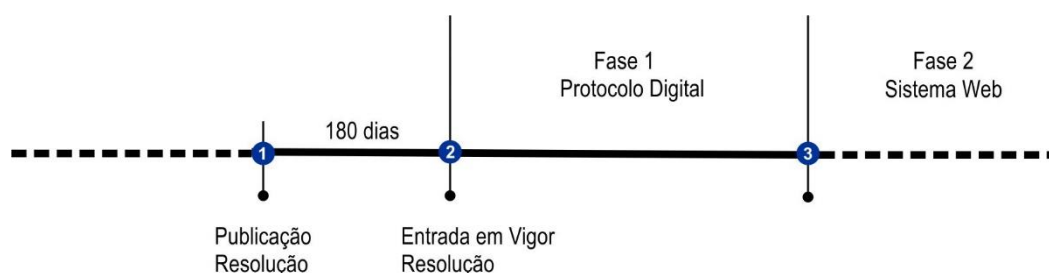 Fase 1
Protocolo Digital
Fase 2
Sistema Web
180 dias
1
2
3
Publicação
Resolução
Entrada em Vigor
Resolução